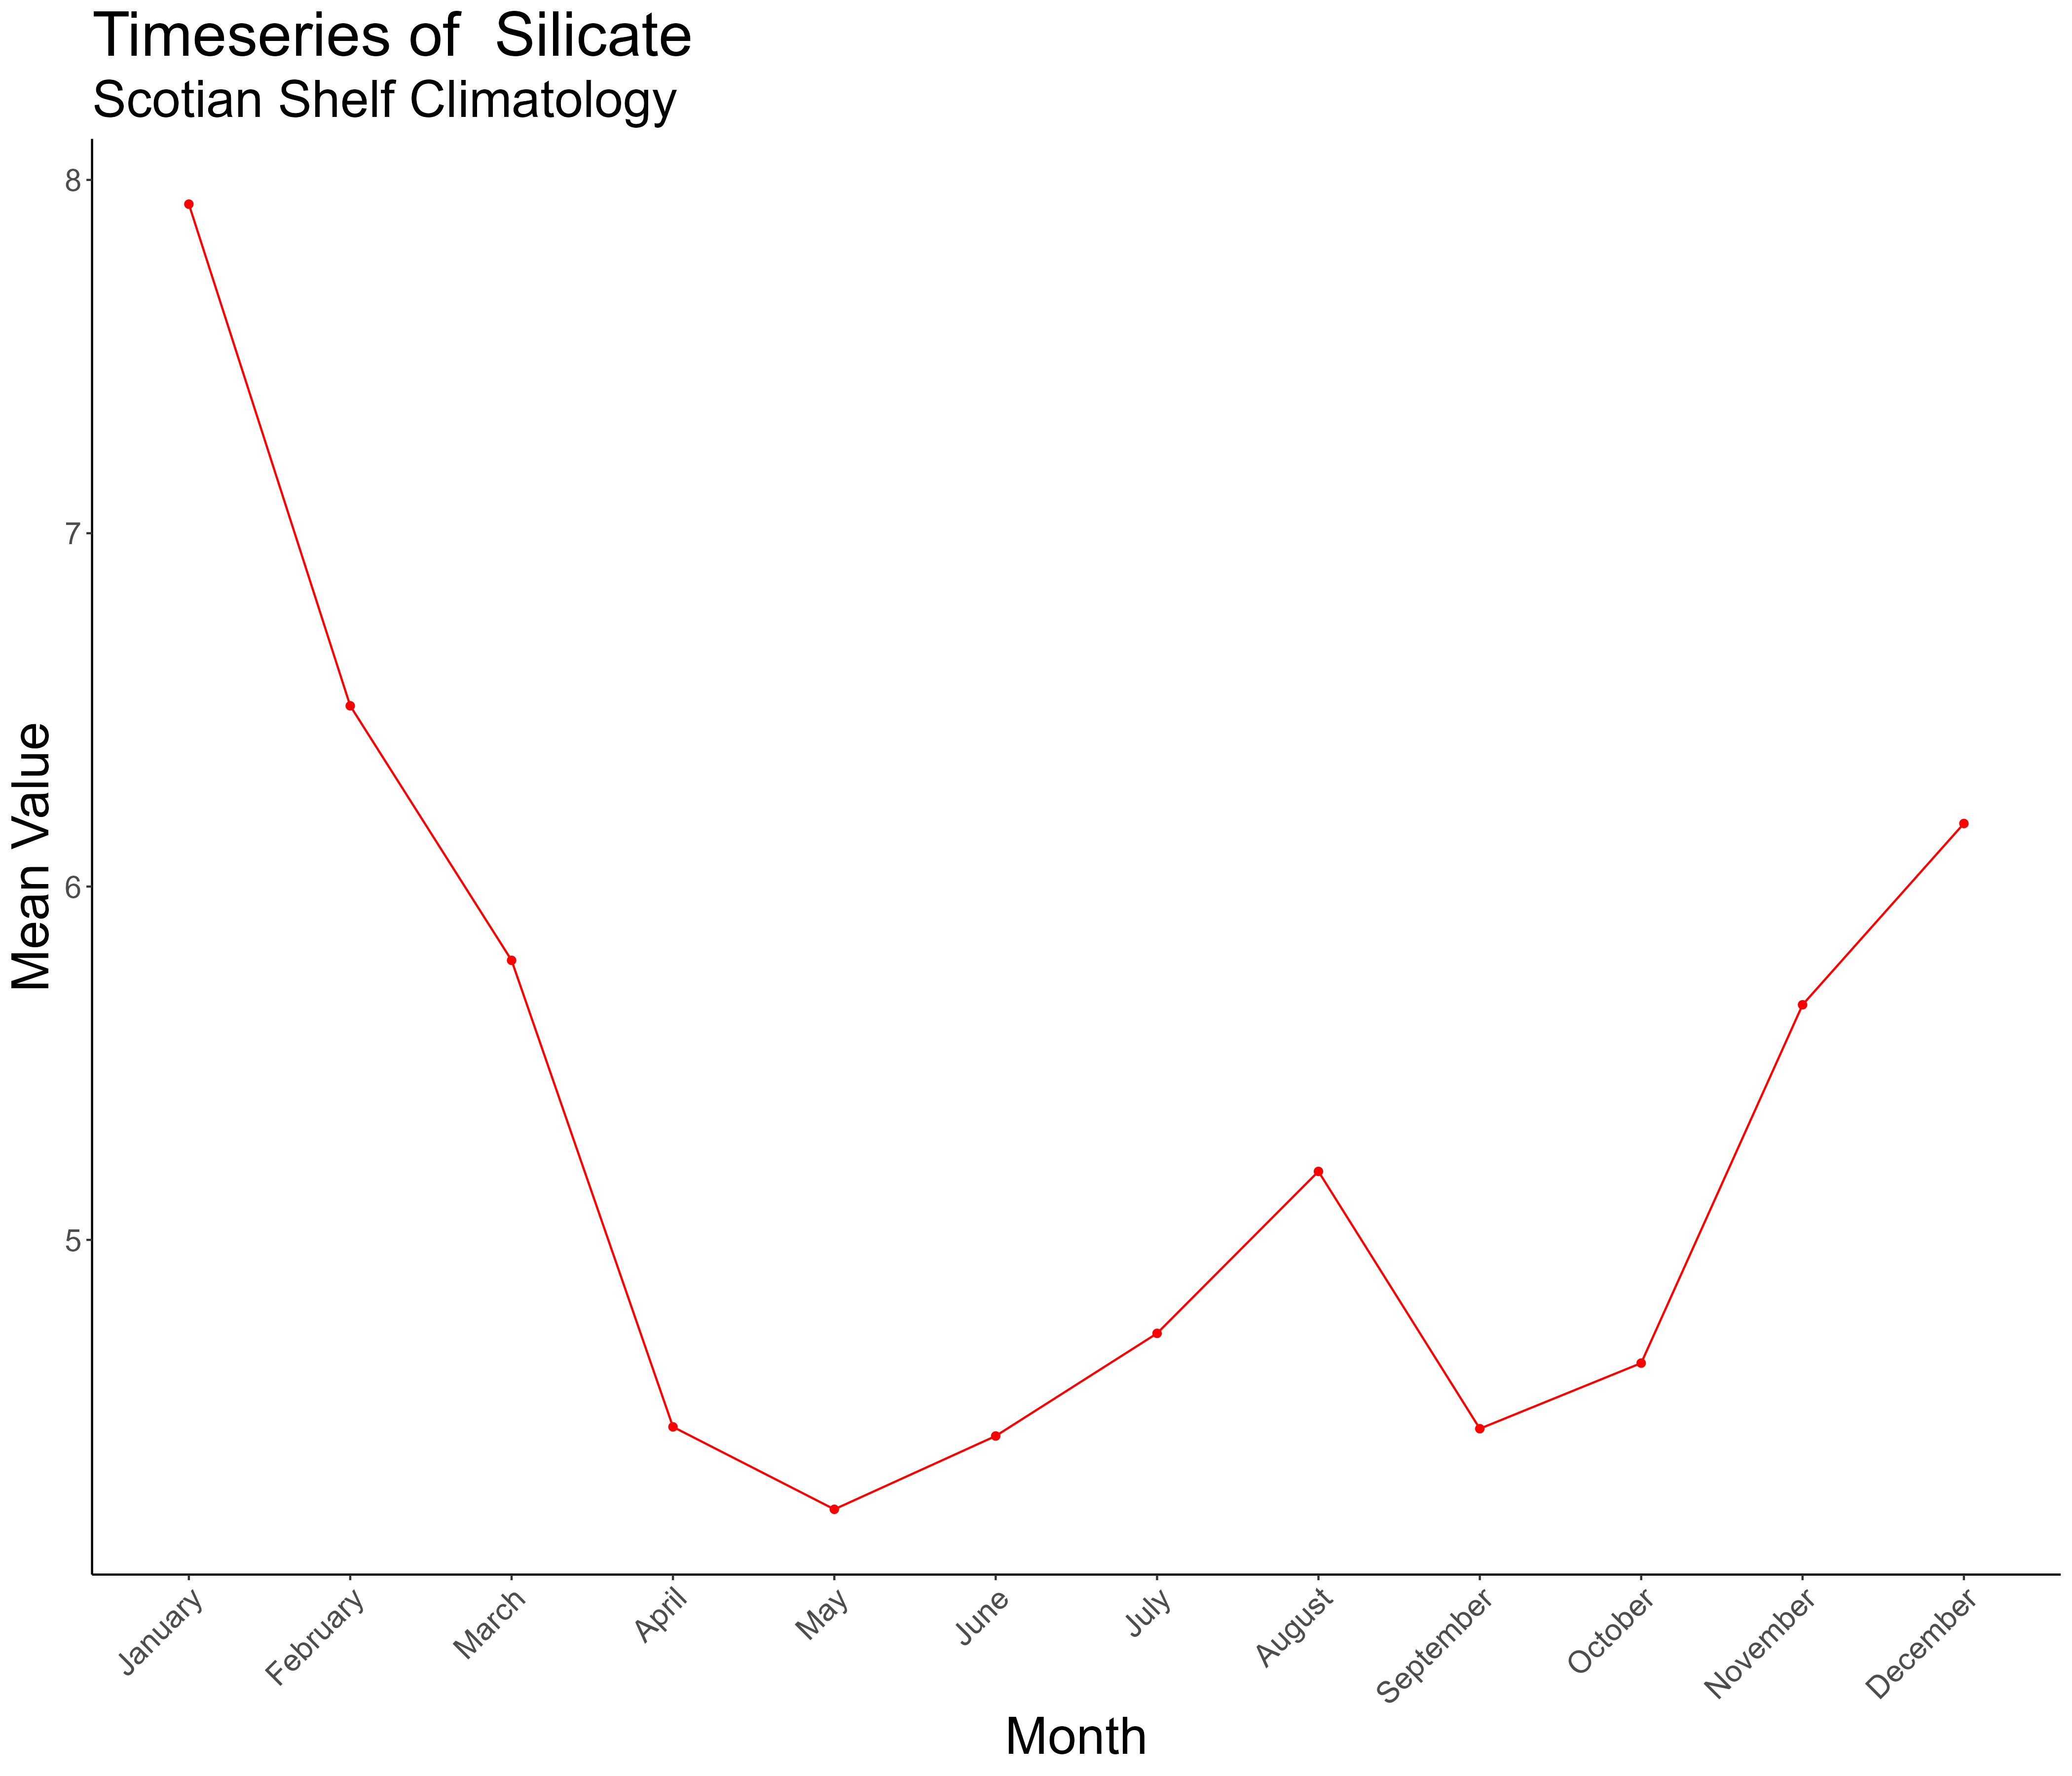 Timeseries of  Silicate
Scotian Shelf Climatology
8
7
6
5
Mean Value
January
February
March
April
May
June
July
August
September
October
November
December
Month